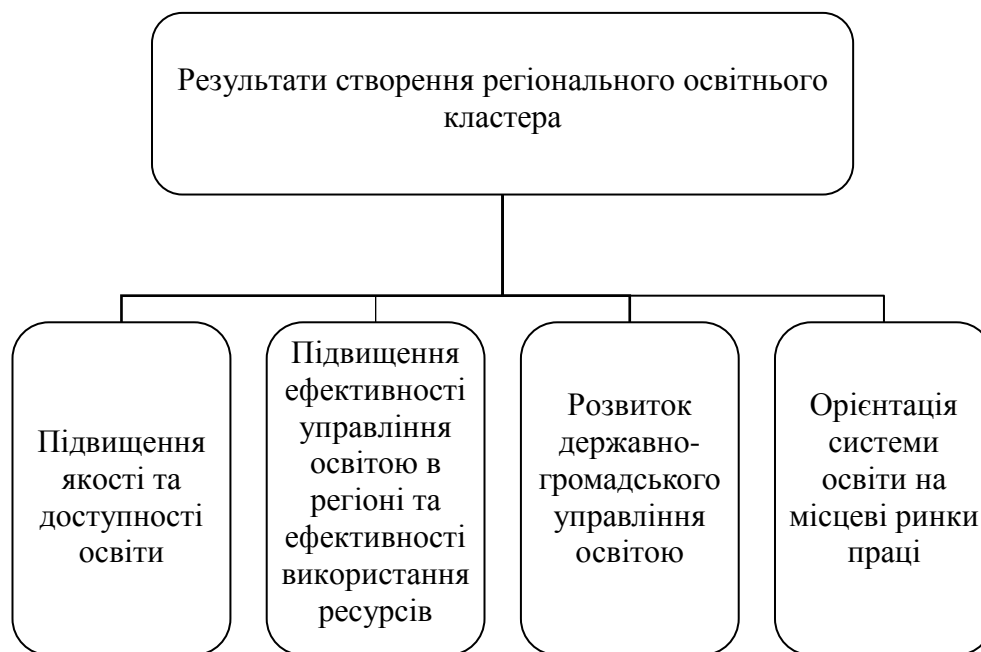 Результати створення регіонального освітнього
кластера
Підвищення
якості та
доступності
освіти
Підвищення
ефективності
управління
освітою в
регіоні та
ефективності
використання
ресурсів
Розвиток
державно-
громадського
управління
освітою
Орієнтація
системи
освіти на
місцеві ринки
праці